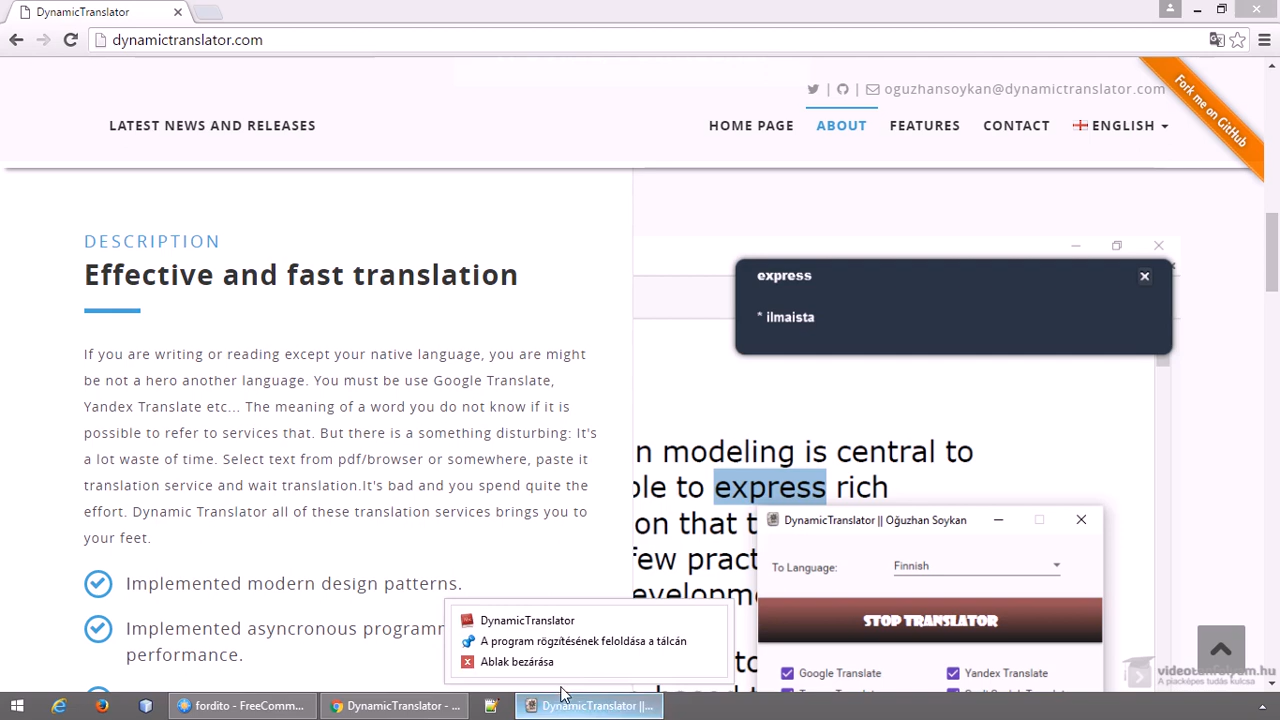 DynamicTranslator
dynamictranslator.com
Fork me on GitHub
| | oguzhansoykan@dynamictranslator.com
LATEST NEWS AND RELEASES
HOME PAGE ABOUT FEATURES CONTACT ENGLISH
DESCRIPTION
Effective and fast translation
If you are writing or reading except your native language, you are might
be not a hero another language. You must be use Google Translate,
Yandex Translate etc... The meaning of a word you do not know if it is
possible to refer to services that. But there is a something disturbing: It's
a lot waste of time. Select text from pdf/browser or somewhere, paste it
translation service and wait translation.It's bad and you spend quite the
effort. Dynamic Translator all of these translation services brings you to
your feet.
Implemented modern design patterns.
Implemented asyncronous programm
performance.
express
* ilmaista
n modeling is central to
ble to express rich
on that t
few pract
evelopme
to
DynamicTranslator || Oğuzhan Soykan
To Language: Finnish
STOP TRANSLATOR
Google Translate Yandex Translate
DynamicTranslator
A program rögzítésének feloldása a tálcán
Ablak bezárása
videotanfolyam.hu
A piacképes tudás kulcsa
fordito - FreeComm...
DynamicTranslator - ...
DynamicTranslator ||...